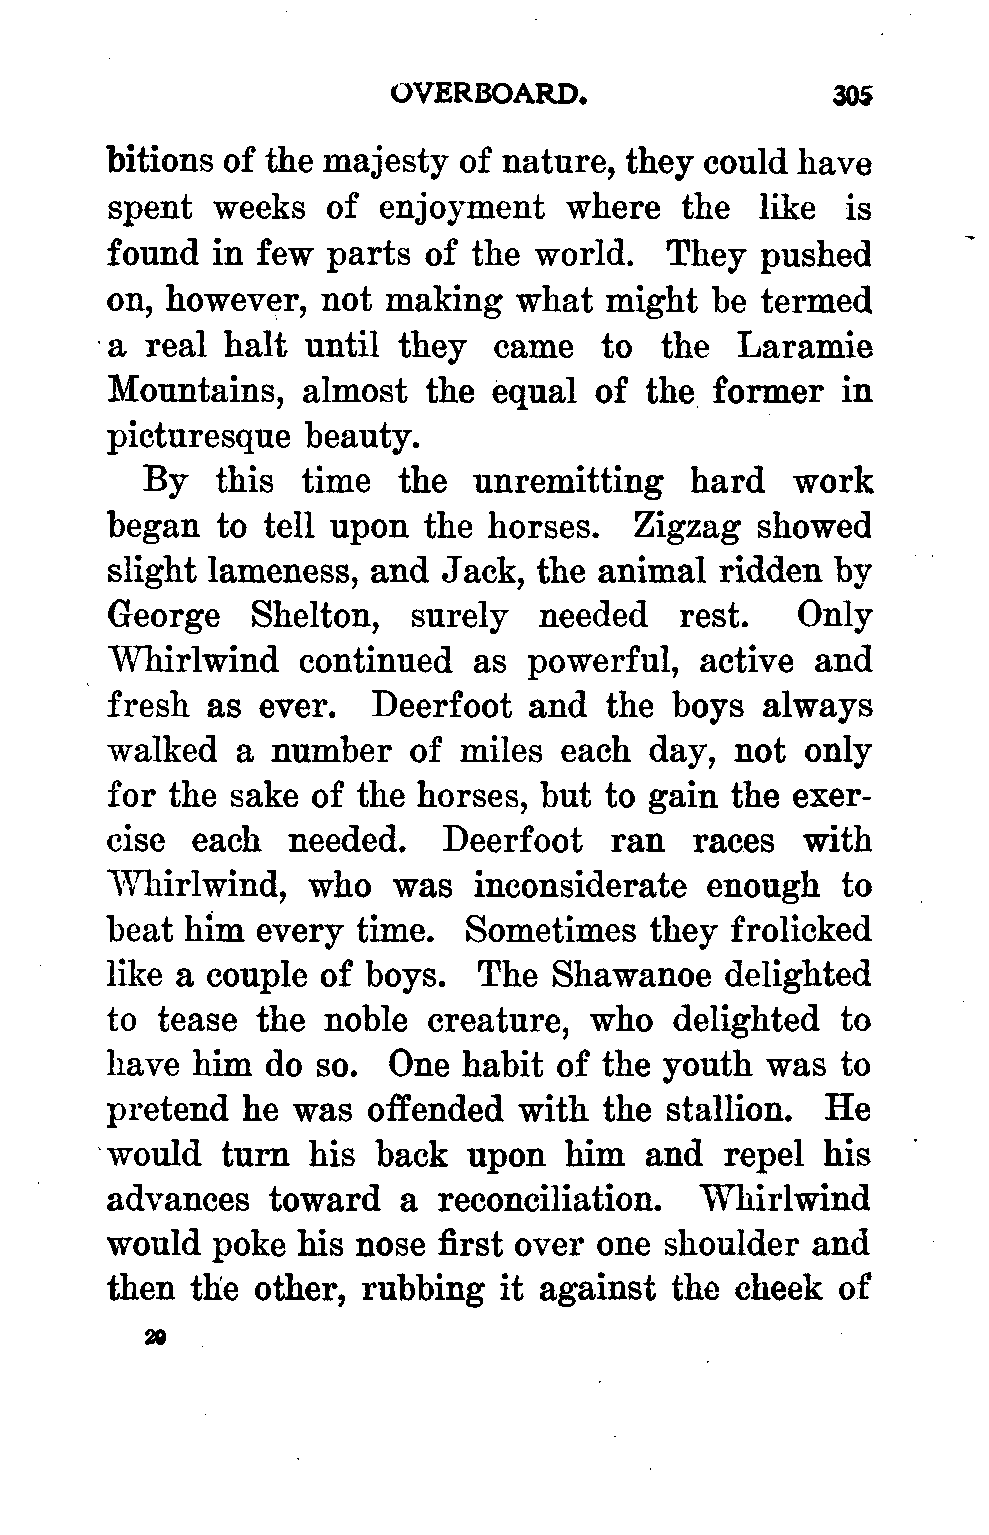 OVERBOARD. 305
bitions of the majesty of nature, they could have
spent weeks of enjoyment where the like is
found in few parts of the world. They pushed
on, however, not making what might be termed
a real halt until they came to the Laramie
Mountains, almost the equal of the former in
picturesque beauty.
By this time the unremitting hard work
began to tell upon the horses. Zigzag showed
slight lameness, and Jack, the animal ridden by
George Shelton, surely needed rest. Only
Whirlwind continued as powerful, active and
fresh as ever. Deerfoot and the boys always
walked a number of miles each day, not only
for the sake of the horses, but to gain the exer-
cise each needed. Deerfoot ran races with
Whirlwind, who was inconsiderate enough to
beat him every time. Sometimes they frolicked
like a couple of boys. The Shawanoe delighted
to tease the noble creature, who delighted to
have him do so. One habit of the youth was to
pretend he was offended with the stallion. He
would turn his back upon him and repel his
advances toward a reconciliation. Whirlwind
would poke his nose first over one shoulder and
then the other, rubbing it against the cheek of
20